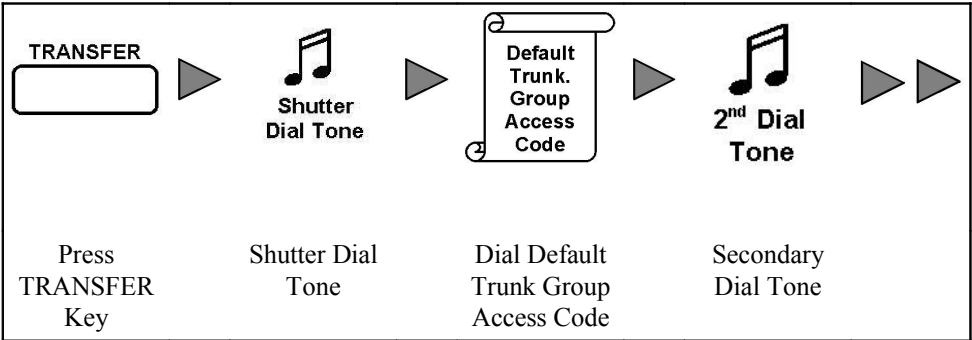 TRANSFER
Shutter
Dial Tone
Default
Trunk.
Group
Access
Code
2nd Dial
Tone
Press
TRANSFER
Key
Shutter Dial
Tone
Dial Default
Trunk Group
Access Code
Secondary
Dial Tone